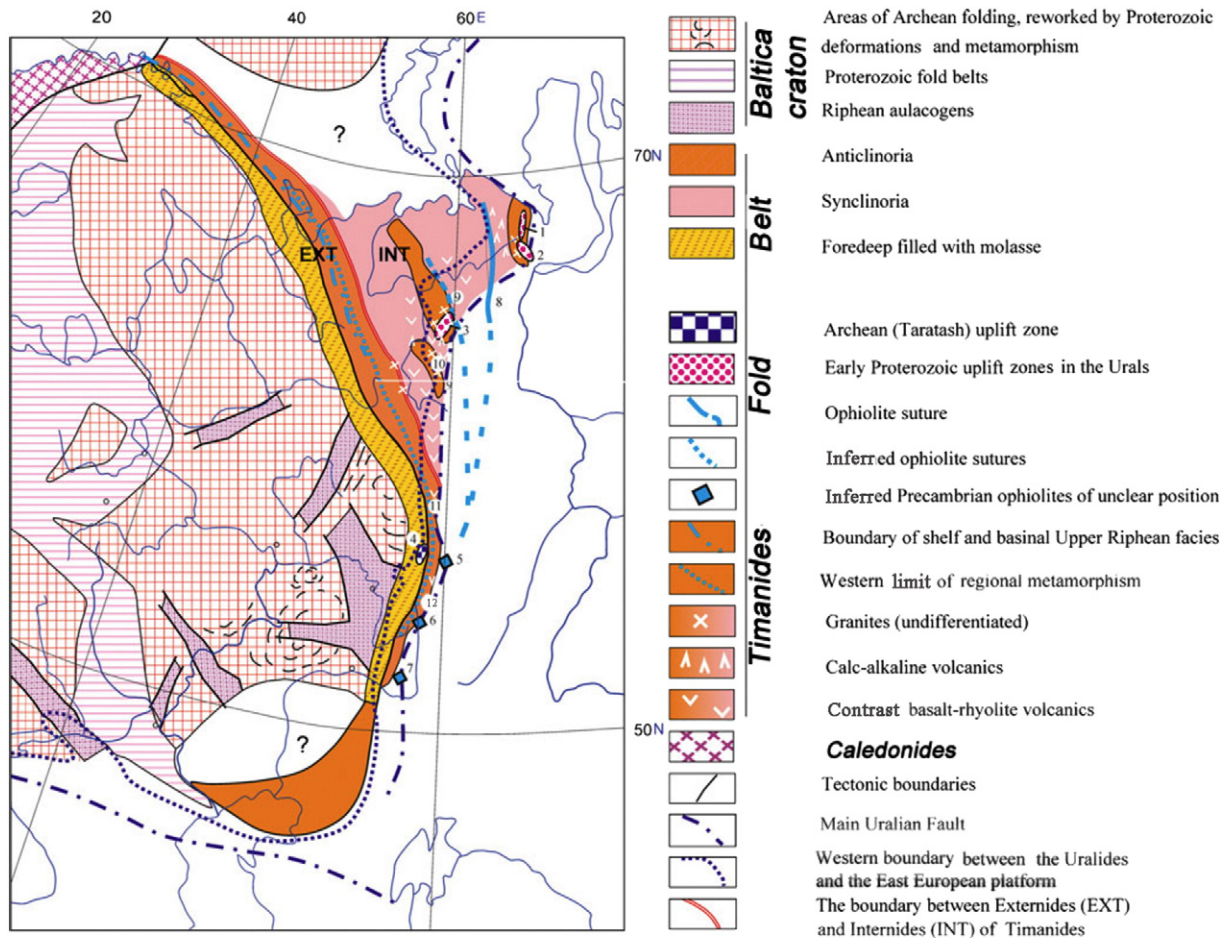 20
40
60E
70N
50N
?
?
EXT
INT
1
2
9
8
3
10
9
11
4
5
12
6
7
Baltica
craton
Timanides Fold Belt
Areas of Archean folding, reworked by Proterozoic
deformations and metamorphism
Proterozoic fold belts
Riphean aulacogens
Anticlinoria
Synclinoria
Foredeep filled with molasse
Archean (Taratash) uplift zone
Early Proterozoic uplift zones in the Urals
Ophiolite suture
Inferred ophiolite sutures
Inferred Precambrian ophiolites of unclear position
Boundary of shelf and basinal Upper Riphean facies
Western limit of regional metamorphism
Granites (undifferentiated)
Calc-alkaline volcanics
Contrast basalt-rhyolite volcanics
Caledonides
Tectonic boundaries
Main Uralian Fault
Western boundary between the Uralides
and the East European platform
The boundary between Externides (EXT)
and Internides (INT) of Timanides